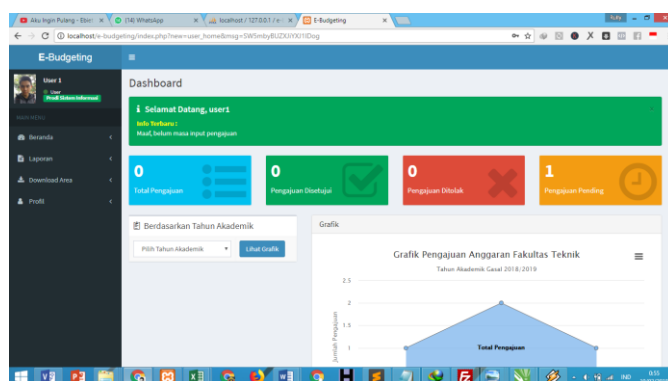 Aku Ingin Pulang - Ebiet
(14) WhatsApp
localhost / 127.0.0.1 / e-
E-Budgeting
localhost/e-budgeting/index.php?new=user_home&msg=
E-Budgeting
User 1
User
Prodi Sistem Informasi
MAIN MENU
Beranda
Laporan
Download Area
Profil
Dashboard
Selamat Datang, user1
Info Terbaru :
Maaf, belum masa input pengajuan
0
Total Pengajuan
0
Pengajuan Disetujui
0
Pengajuan Ditolak
1
Pengajuan Pending
Berdasarkan Tahun Akademik
Pilih Tahun Akademik
Lihat Grafik
Grafik
Grafik Pengajuan Anggaran Fakultas Teknik
Tahun Akademik Gasal 2018/2019
2.5
2
1.5
1
Jumlah Pengajuan
Total Pengajuan
IND
0:55